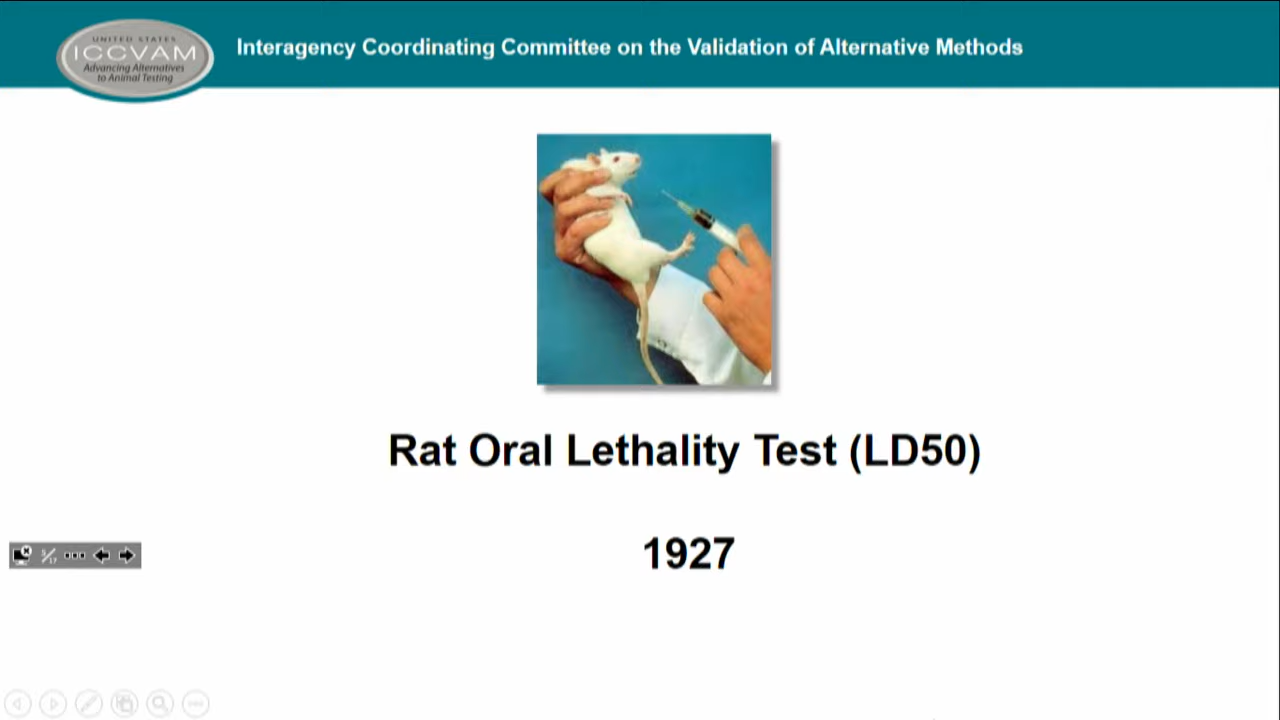 UNITED STATES
ICCVAM
Advancing Alternatives
to Animal Testing
Interagency Coordinating Committee on the Validation of Alternative Methods
Rat Oral Lethality Test (LD50)
1927